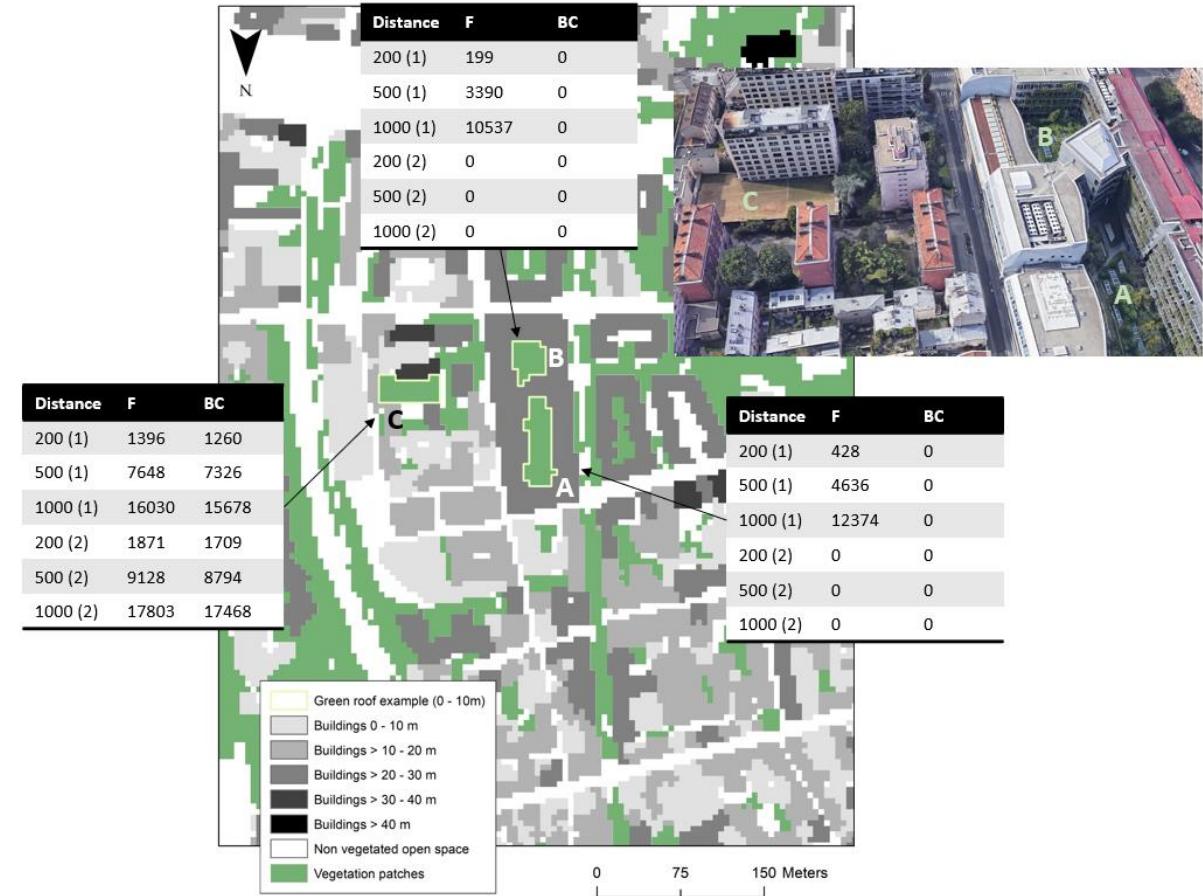 N
Distance F BC
200 (1) 199 0
500 (1) 3390 0
1000 (1) 10537 0
200 (2) 0 0
500 (2) 0 0
1000 (2) 0 0
B
C
A
B
C
A
Distance F BC
200 (1) 1396 1260
500 (1) 7648 7326
1000 (1) 16030 15678
200 (2) 1871 1709
500 (2) 9128 8794
1000 (2) 17803 17468
Distance F BC
200 (1) 428 0
500 (1) 4636 0
1000 (1) 12374 0
200 (2) 0 0
500 (2) 0 0
1000 (2) 0 0
Green roof example (0 - 10m)
Buildings 0 - 10 m
Buildings > 10 - 20 m
Buildings > 20 - 30 m
Buildings > 30 - 40 m
Buildings > 40 m
Non vegetated open space
Vegetation patches
0 75 150 Meters